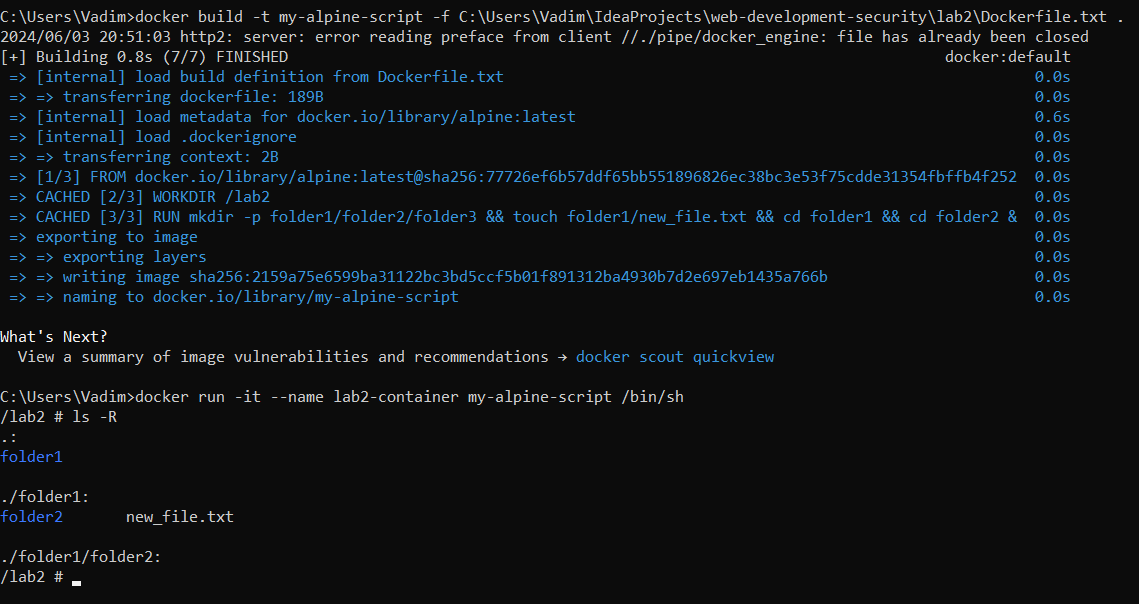 C:\Users\Vadim>docker build -t my-alpine-script -f C:\Users\Vadim\IdeaProjects\web-development-security\lab2\Dockerfile.txt .
2024/06/03 20:51:03 http2: server: error reading preface from client //./pipe/docker_engine: file has already been closed
[+] Building 0.8s (7/7) FINISHED docker:default
=> [internal] load build definition from Dockerfile.txt 0.0s
=> => transferring dockerfile: 189B 0.0s
=> [internal] load metadata for docker.io/library/alpine:latest 0.6s
=> [internal] load .dockerignore 0.0s
=> => transferring context: 2B 0.0s
=> [1/3] FROM docker.io/library/alpine:latest@sha256:77726ef6b57ddf65bb551896826ec38bc3e53f75cdde31354fbffb4f252 0.0s
=> CACHED [2/3] WORKDIR /lab2 0.0s
=> CACHED [3/3] RUN mkdir -p folder1/folder2/folder3 && touch folder1/new_file.txt && cd folder1 && cd folder2 & 0.0s
=> exporting to image 0.0s
=> => exporting layers 0.0s
=> => writing image sha256:2159a75e6599ba31122bc3bd5ccf5b01f891312ba4930b7d2e697eb1435a766b 0.0s
=> => naming to docker.io/library/my-alpine-script 0.0s
What's Next?
View a summary of image vulnerabilities and recommendations → docker scout quickview
C:\Users\Vadim>docker run -it --name lab2-container my-alpine-script /bin/sh
/lab2 # ls -R
.:
folder1
./folder1:
folder2 new_file.txt
./folder1/folder2:
/lab2 #